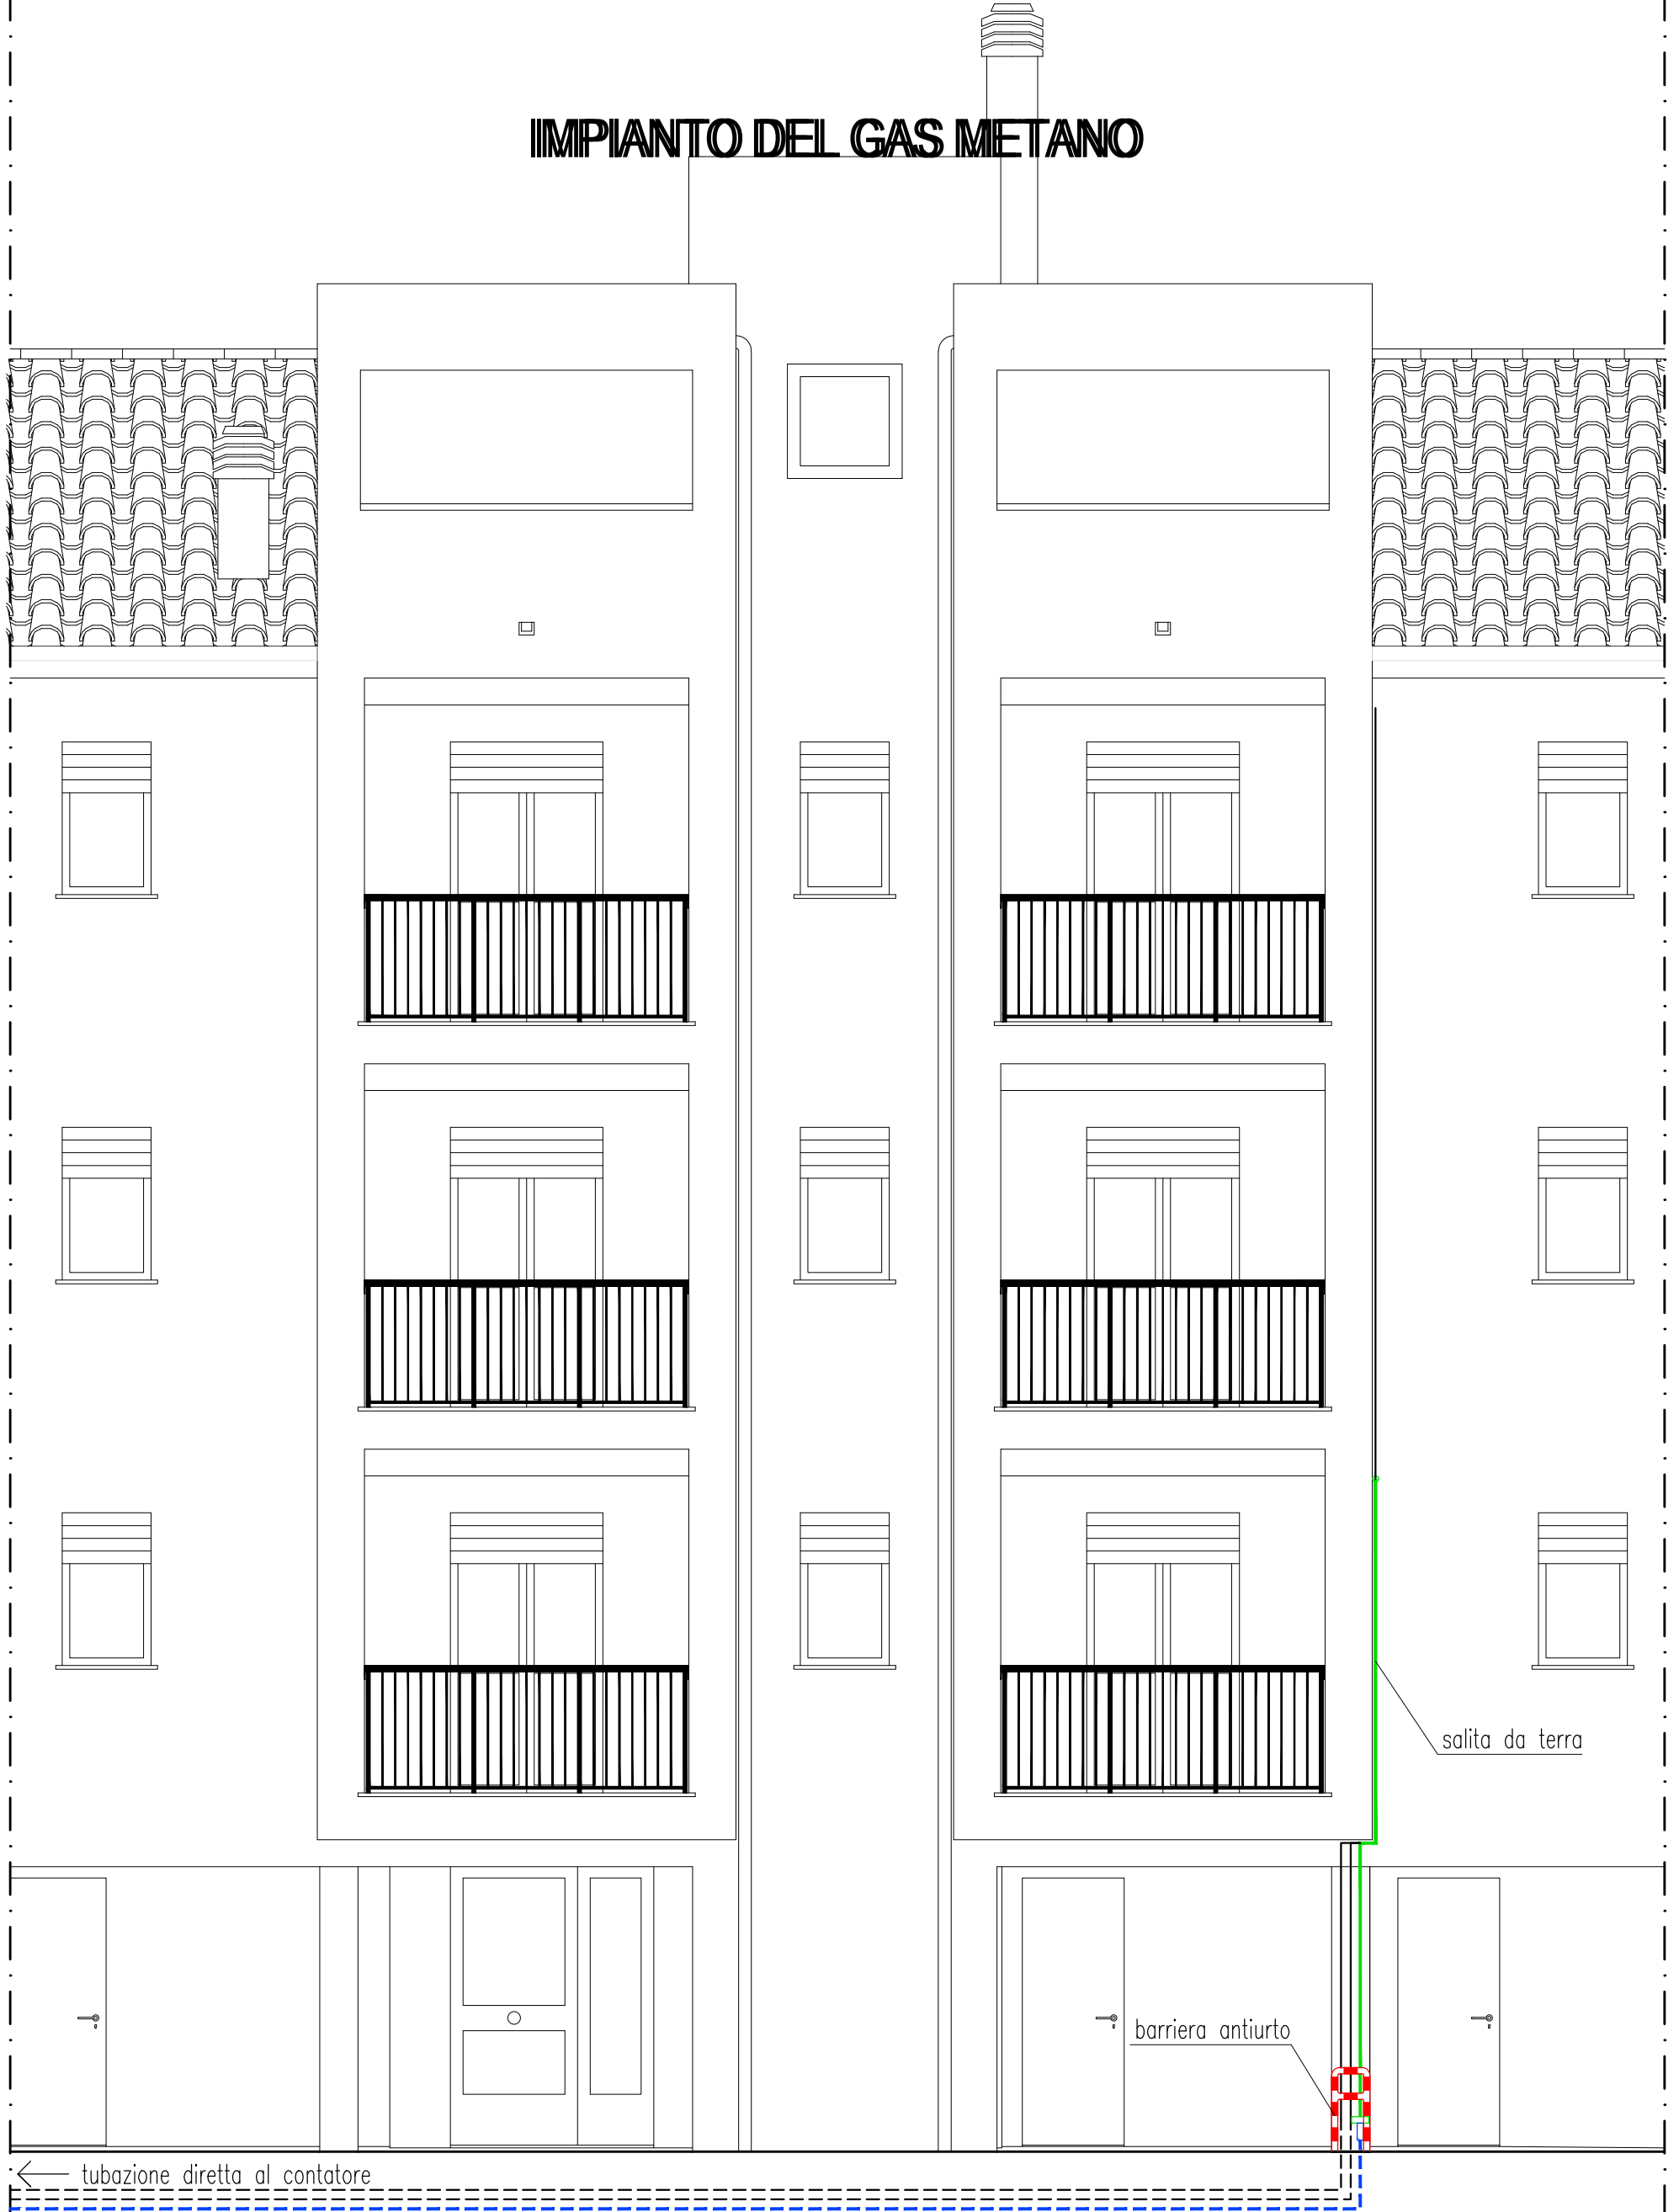 IMPIANTO DEL GAS METANO
salita da terra
barriera antiurto
tubazione diretta al contatore